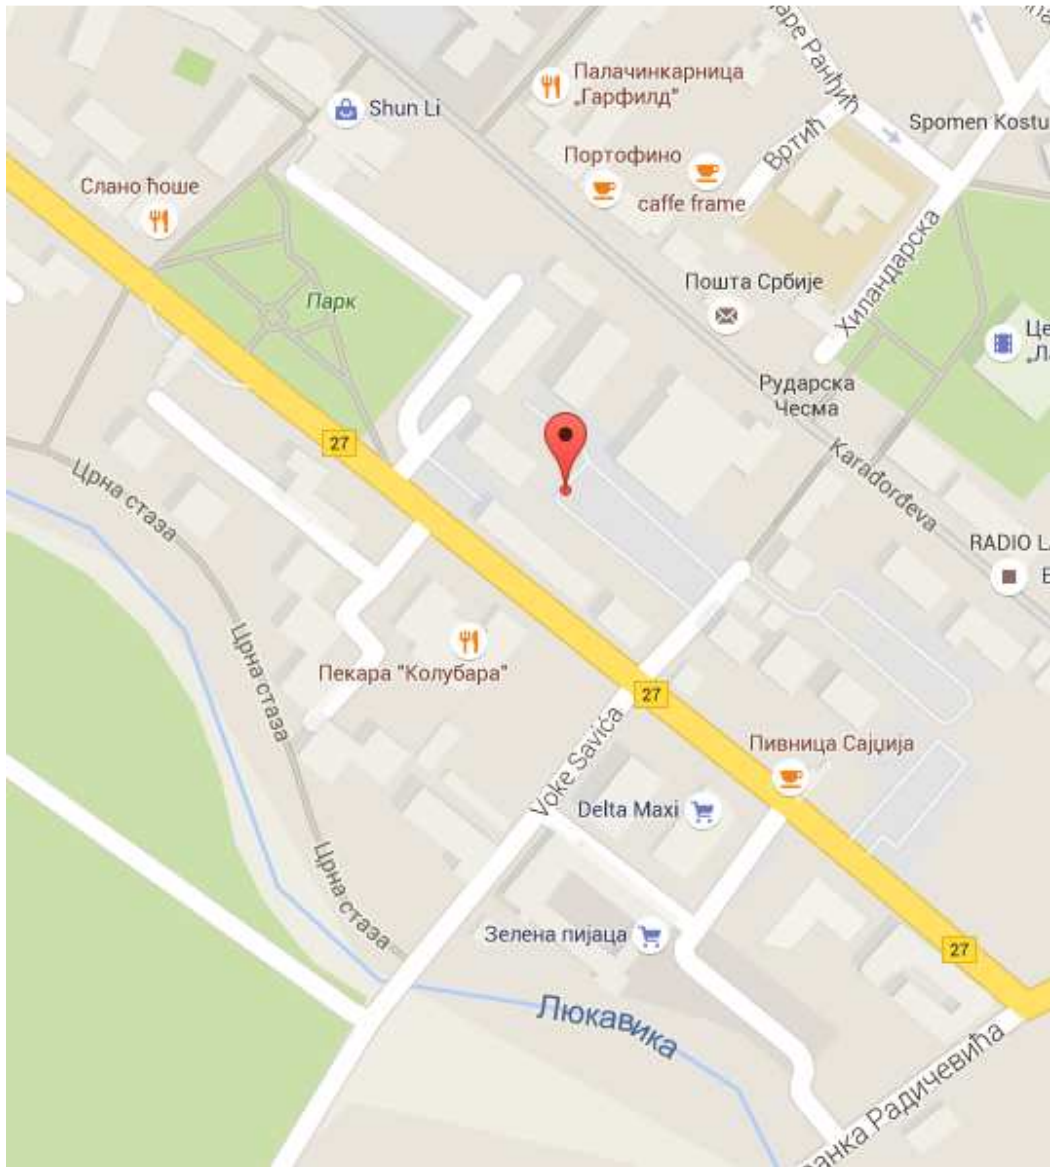 Палачинкарница
„Гарфилд"
Shun Li
Вртић
Spomen Kostu
Портофино
caffe frame
Слано ћоше
Хиландарска
Пошта Србије
Парк
Рударска
Чесма
27
Karađorđeva
Црна стаза
RADIO L
Црна стаза
Пекара "Колубара"
27
Voke Savića
Пивница Сајџија
Delta Maxi
Црна стаза
Зелена пијаца
27
Љукавика
анка Радичевића